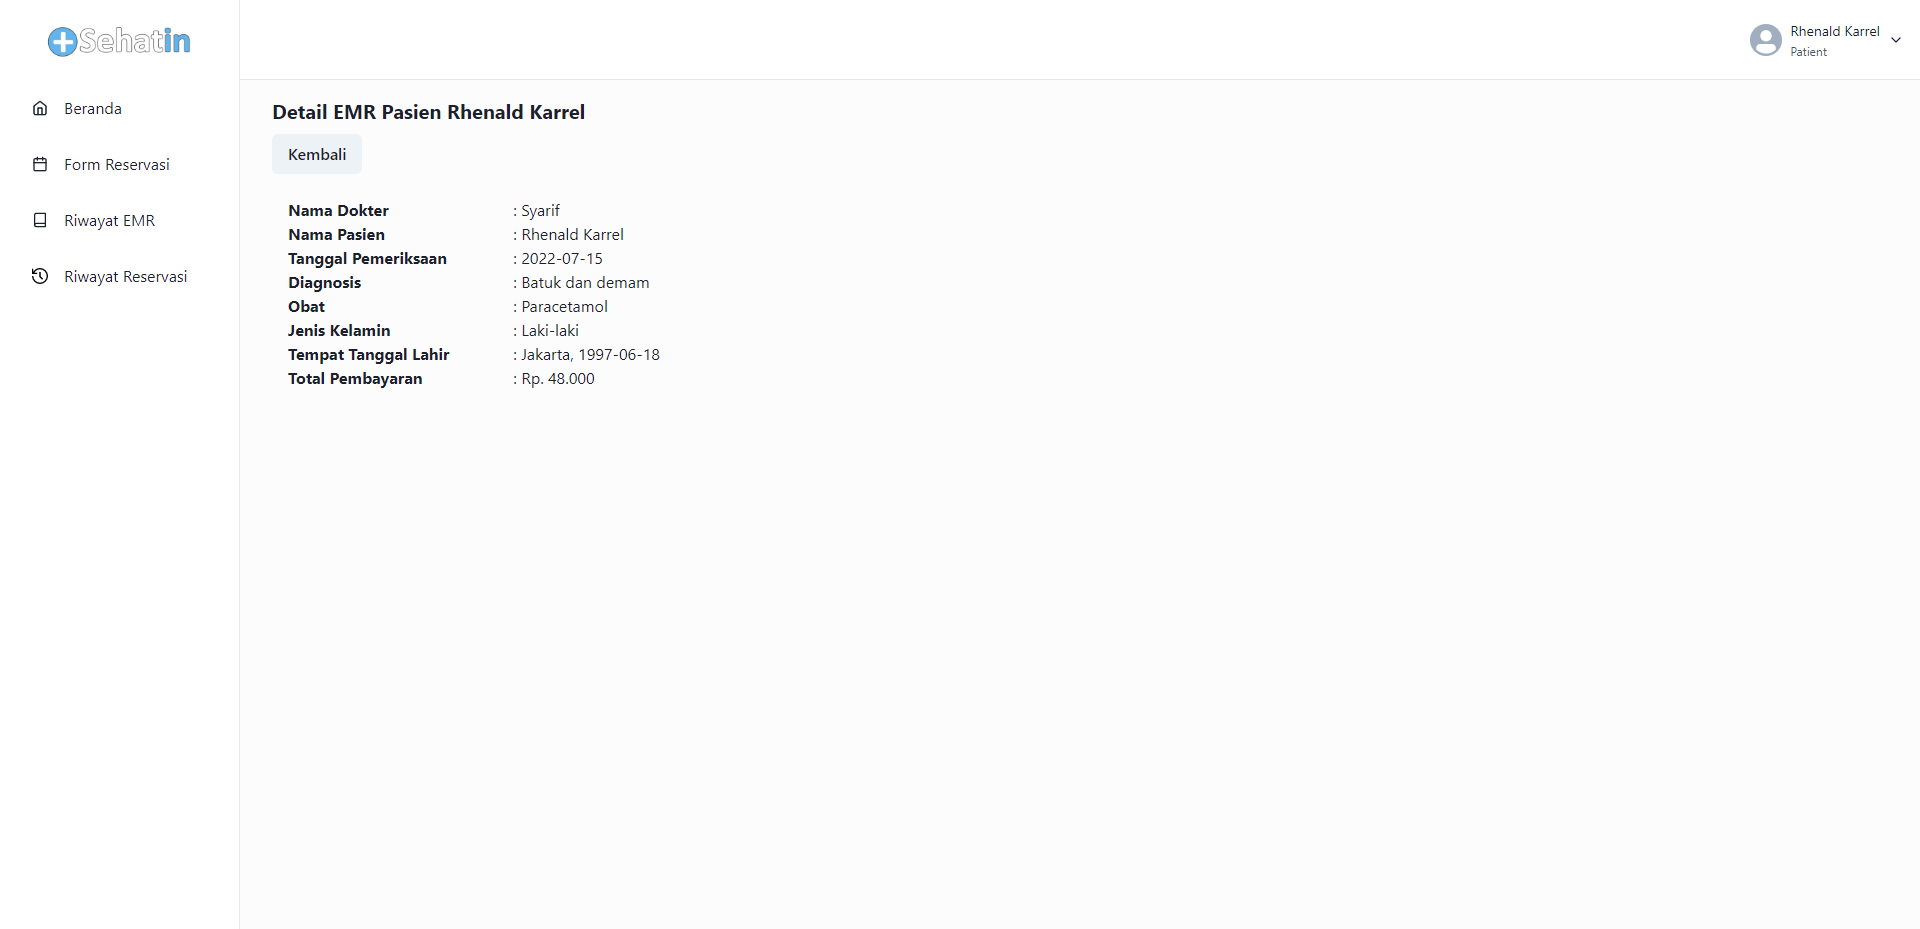 Sehatin
Rhenald Karrel
Patient
Beranda
Form Reservasi
Riwayat EMR
Riwayat Reservasi
Detail EMR Pasien Rhenald Karrel
Kembali
Nama Dokter : Syarif
Nama Pasien : Rhenald Karrel
Tanggal Pemeriksaan : 2022-07-15
Diagnosis : Batuk dan demam
Obat : Paracetamol
Jenis Kelamin : Laki-laki
Tempat Tanggal Lahir : Jakarta, 1997-06-18
Total Pembayaran : Rp. 48.000